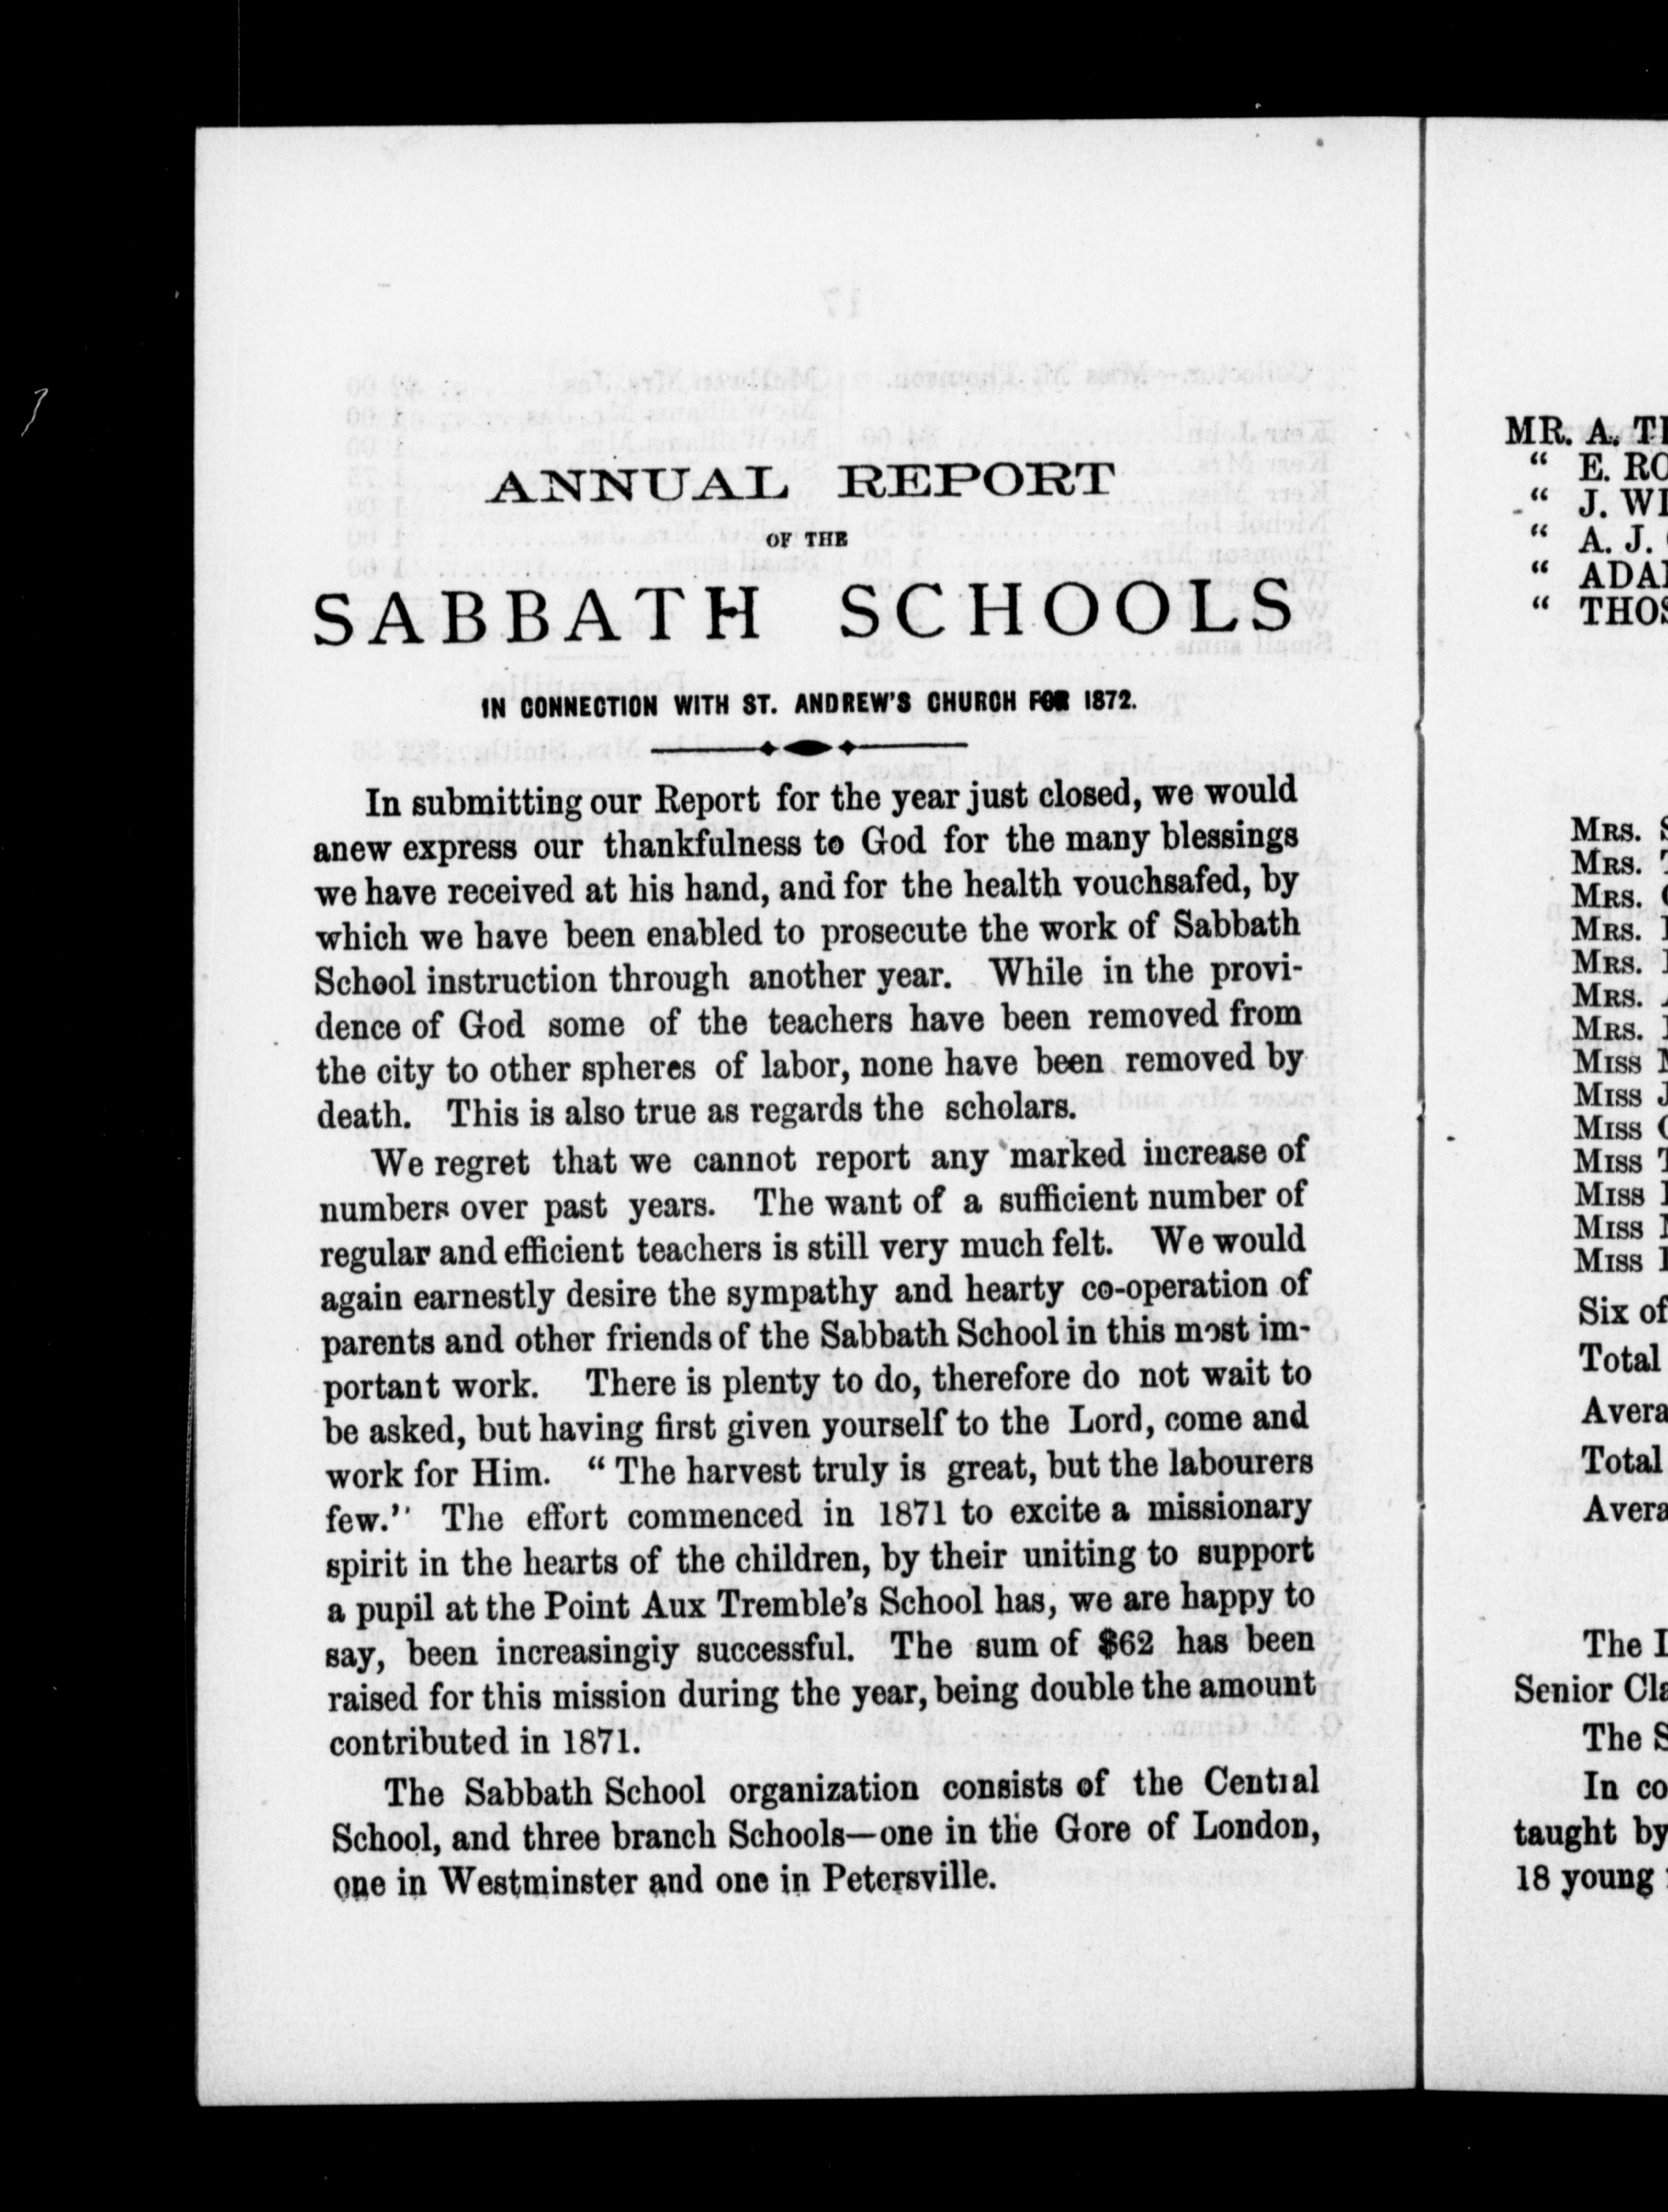 ANNUAL REPORT
OF THE
SABBATH SCHOOLS
IN CONNECTION WITH ST. ANDREW'S CHURCH FOR 1872.
In submitting our Report for the year just closed, we would
anew express our thankfulness to God for the many blessings
we have received at his hand, and for the health vouchsafed, by
which we have been enabled to prosecute the work of Sabbath
School instruction through another year. While in the provi-
dence of God some of the teachers have been removed from
the city to other spheres of labor, none have been removed by
death. This is also true as regards the scholars.
We regret that we cannot report any marked increase of
numbers over past years. The want of a sufficient number of
regular and efficient teachers is still very much felt. We would
again earnestly desire the sympathy and hearty co-operation of
parents and other friends of the Sabbath School in this most im-
portant work. There is plenty to do, therefore do not wait to
be asked, but having first given yourself to the Lord, come and
work for Him. "The harvest truly is great, but the labourers
few." The effort commenced in 1871 to excite a missionary
spirit in the hearts of the children, by their uniting to support
a pupil at the Point Aux Tremble's School has, we are happy to
say, been increasingiy successful. The sum of $62 has been
raised for this mission during the year, being double the amount
contributed in 1871.
The Sabbath School organization consists of the Central
School, and three branch Schools—one in the Gore of London,
one in Westminster and one in Petersville.
MR. A.
" E.
" J.
" A. J.
"
"
MRS.
MRS.
MRS.
MRS.
MRS.
MRS.
MRS.
MISS
MISS
MISS
MISS
MISS
MISS
MISS
Six of
Total
Total
The
Senior
The
In
taught by
18 young